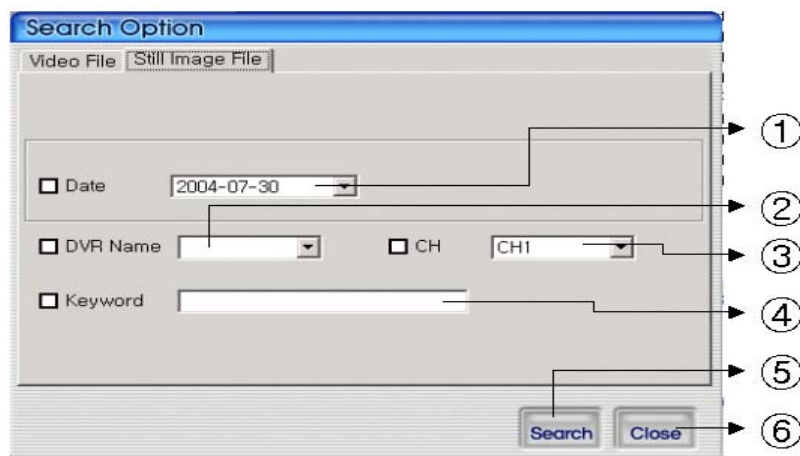 Search Option
Video File Still Image File
①
Date 2004-07-30
②
DVR Name CH CH1
③
Keyword
④
⑤
Search Close
⑥